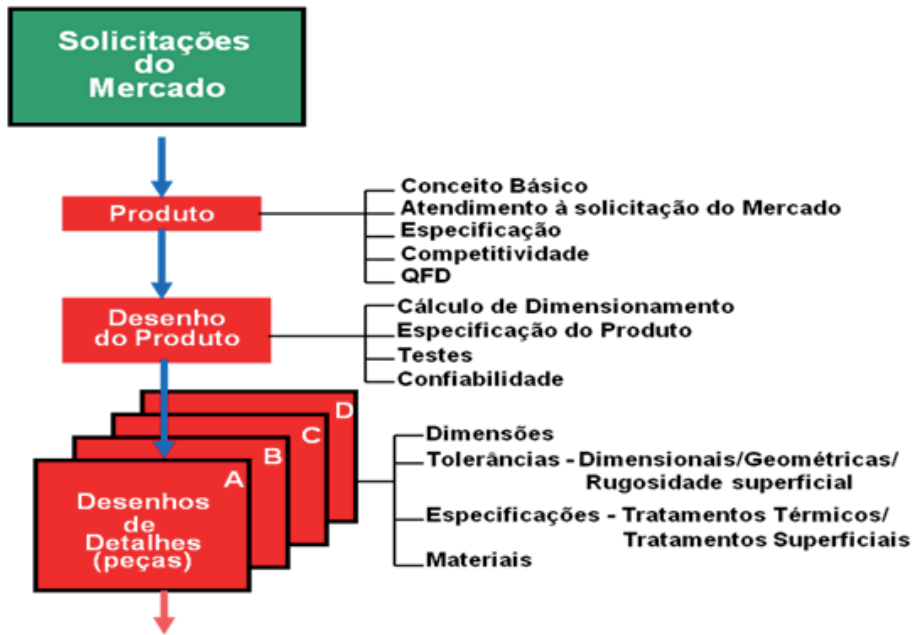 Solicitações
do
Mercado
Produto
Conceito Básico
Atendimento à solicitação do Mercado
Especificação
Competitividade
QFD
Desenho
do Produto
Cálculo de Dimensionamento
Especificação do Produto
Testes
Confiabilidade
D
C
B
A
Desenhos
de
Detalhes
(peças)
Dimensões
Tolerâncias - Dimensionais/Geométricas/
Rugosidade superficial
Especificações - Tratamentos Térmicos/
Tratamentos Superficiais
Materiais